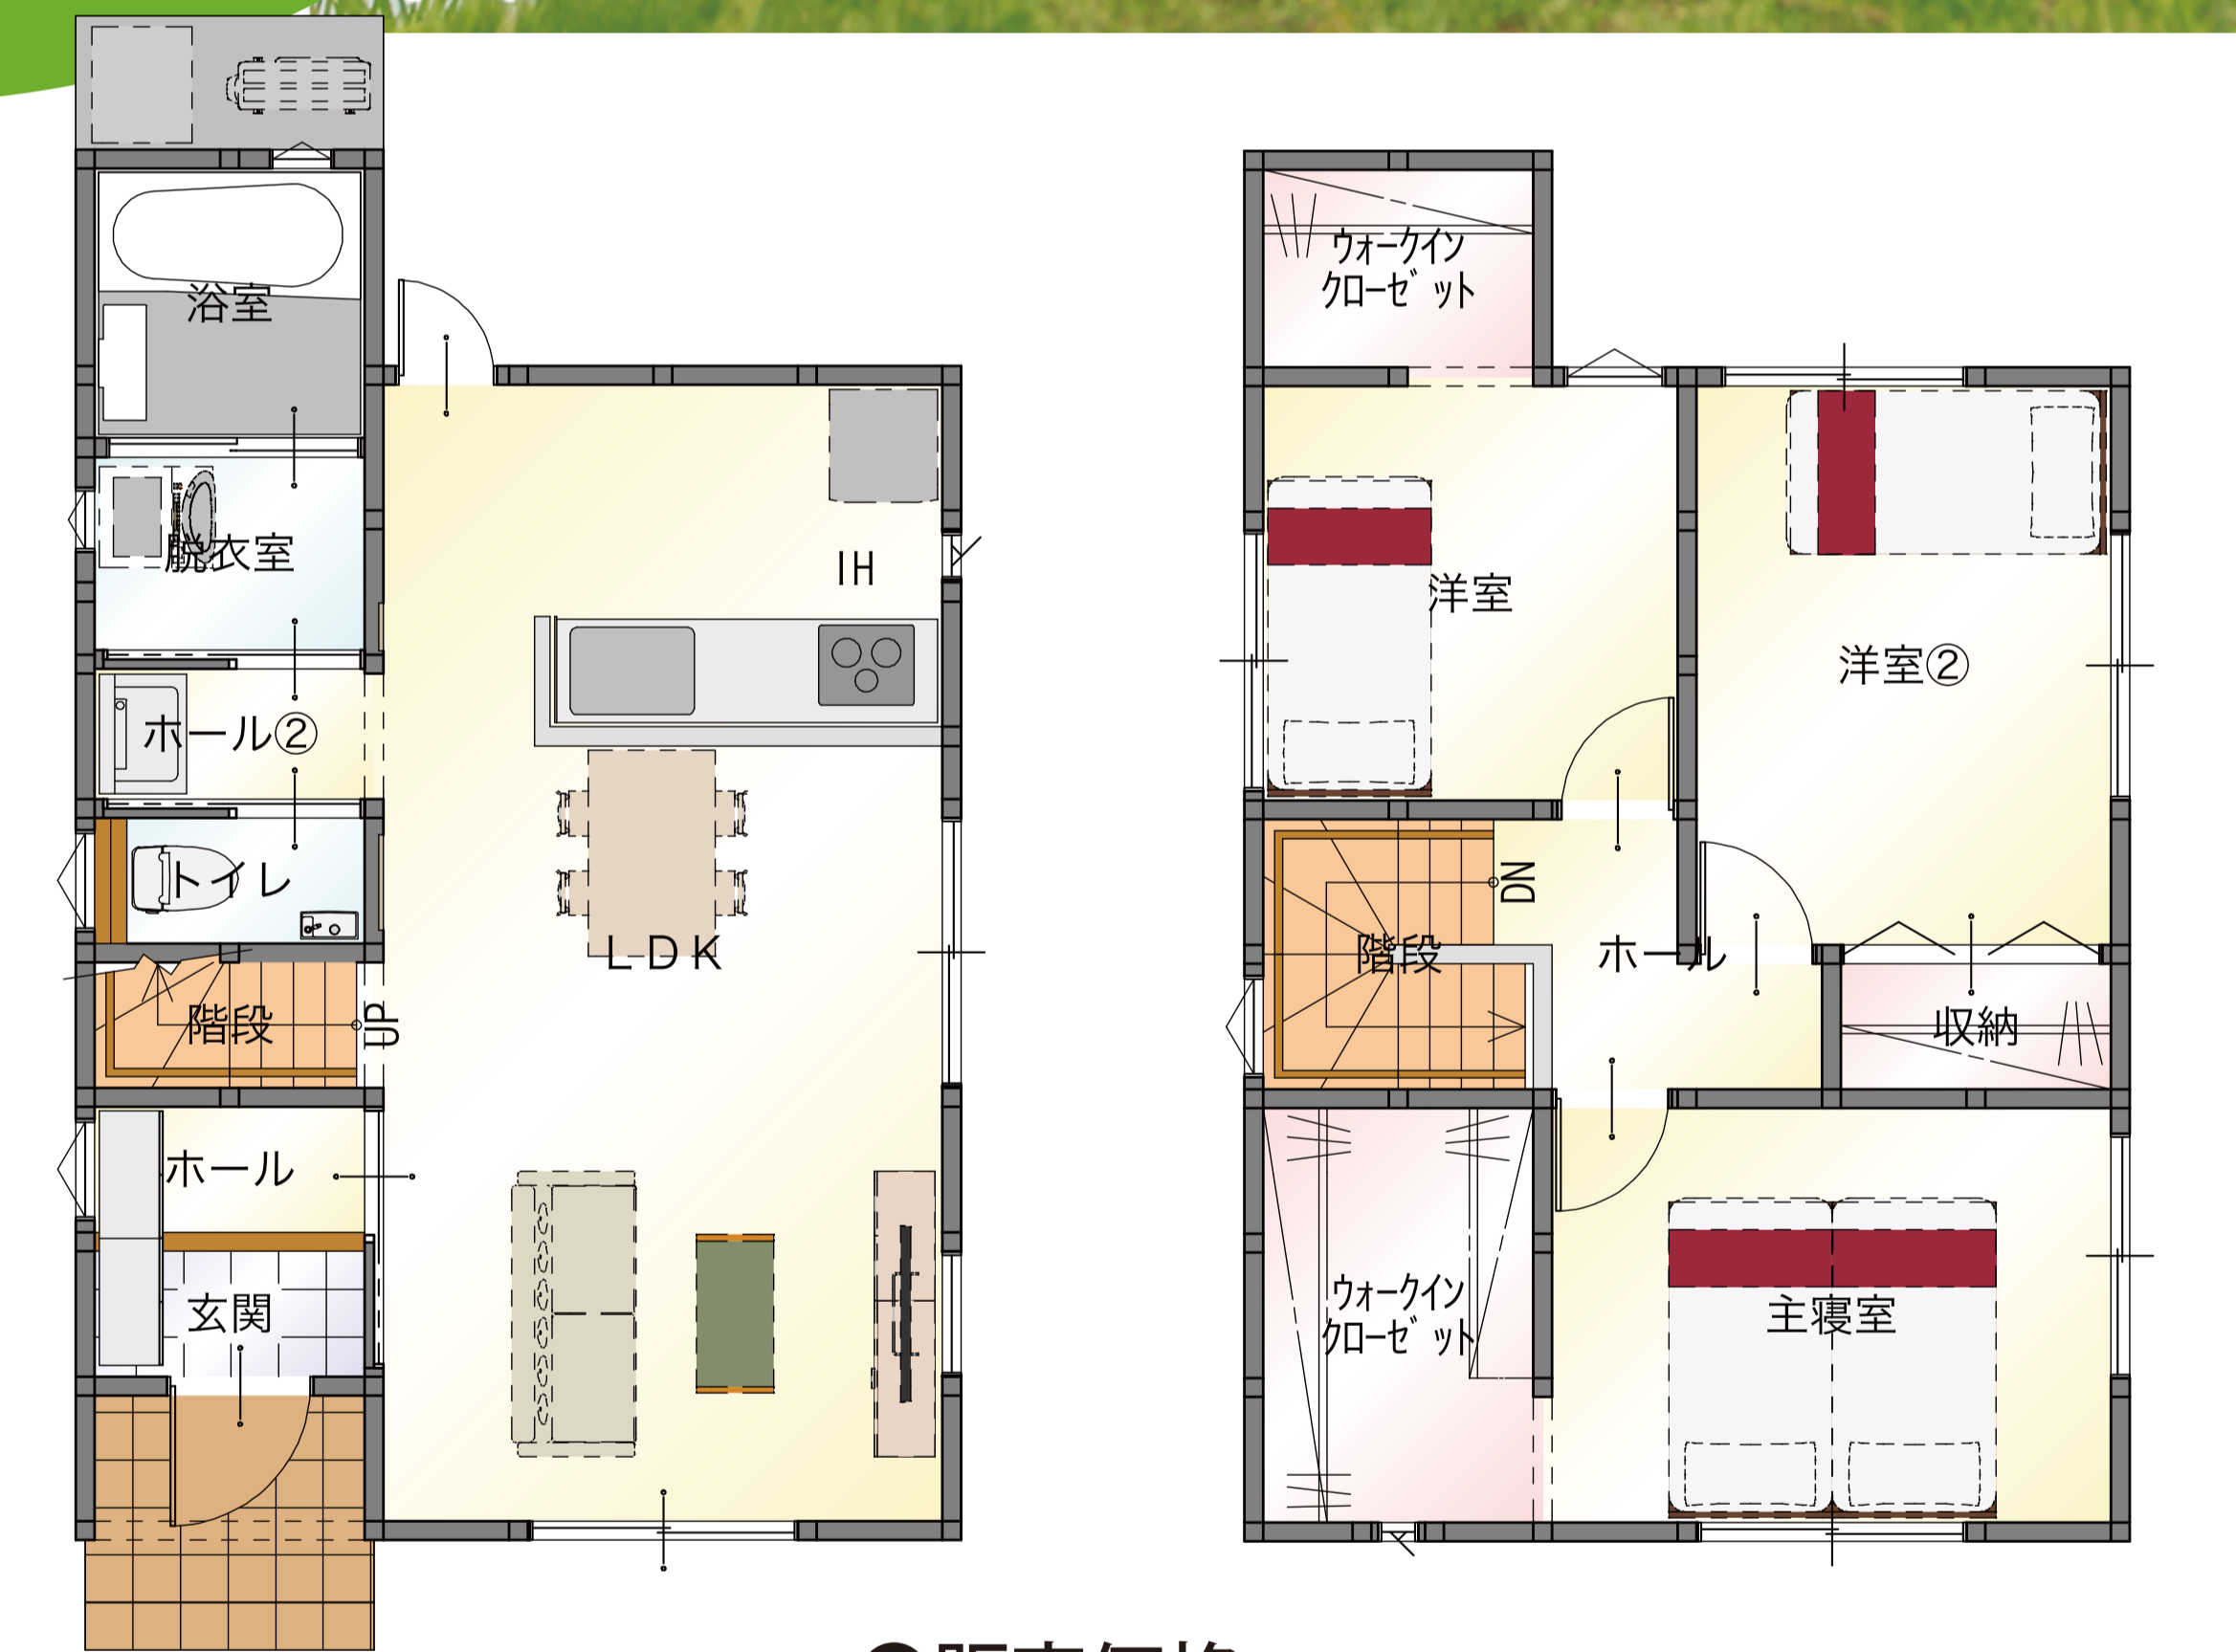 浴室
脱衣室
IH
ホール②
トイレ
LDK
階段
UP
ホール
玄関
ウォークイン
クローゼット
洋室
洋室②
DN
階段
ホール
収納
ウォークイン
クローゼット
主寝室